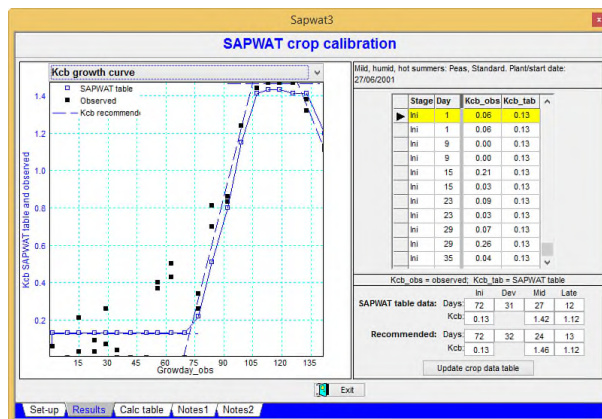 Sapwat3
x
SAPWAT crop calibration
Kcb growth curve
SAPWAT table
Observed
Kcb recommende
Kcb SAPWAT table and observed
1.4
1.2
1.0
0.8
0.6
0.4
0.2
15 30 45 60 75 90 105 120 135
Growday_obs
Mild, humid, hot summers: Peas, Standard. Plant/start date:
27/06/2001
Stage Day Kcb_obs Kcb_tab
Ini 1 0.06 0.13
Ini 1 0.06 0.13
Ini 9 0.00 0.13
Ini 9 0.00 0.13
Ini 15 0.21 0.13
Ini 15 0.03 0.13
Ini 23 0.09 0.13
Ini 23 0.03 0.13
Ini 29 0.07 0.13
Ini 29 0.26 0.13
Ini 35 0.04 0.13
Kcb_obs = observed; Kcb_tab = SAPWAT table
Ini Dev Mid Late
SAPWAT table data: Days: 72 31 27 12
Kcb: 0.13 1.42 1.12
Recommended: Days: 72 32 24 13
Kcb: 0.13 1.46 1.12
Update crop data table
Exit
Set-up Results Calc table Notes1 Notes2